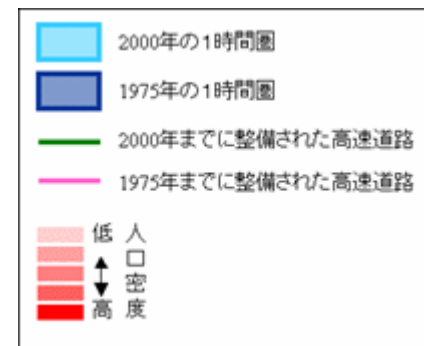 2000年の1時間圏
1975年の1時間圏
2000年までに整備された高速道路
1975年までに整備された高速道路
低
高
人口密度